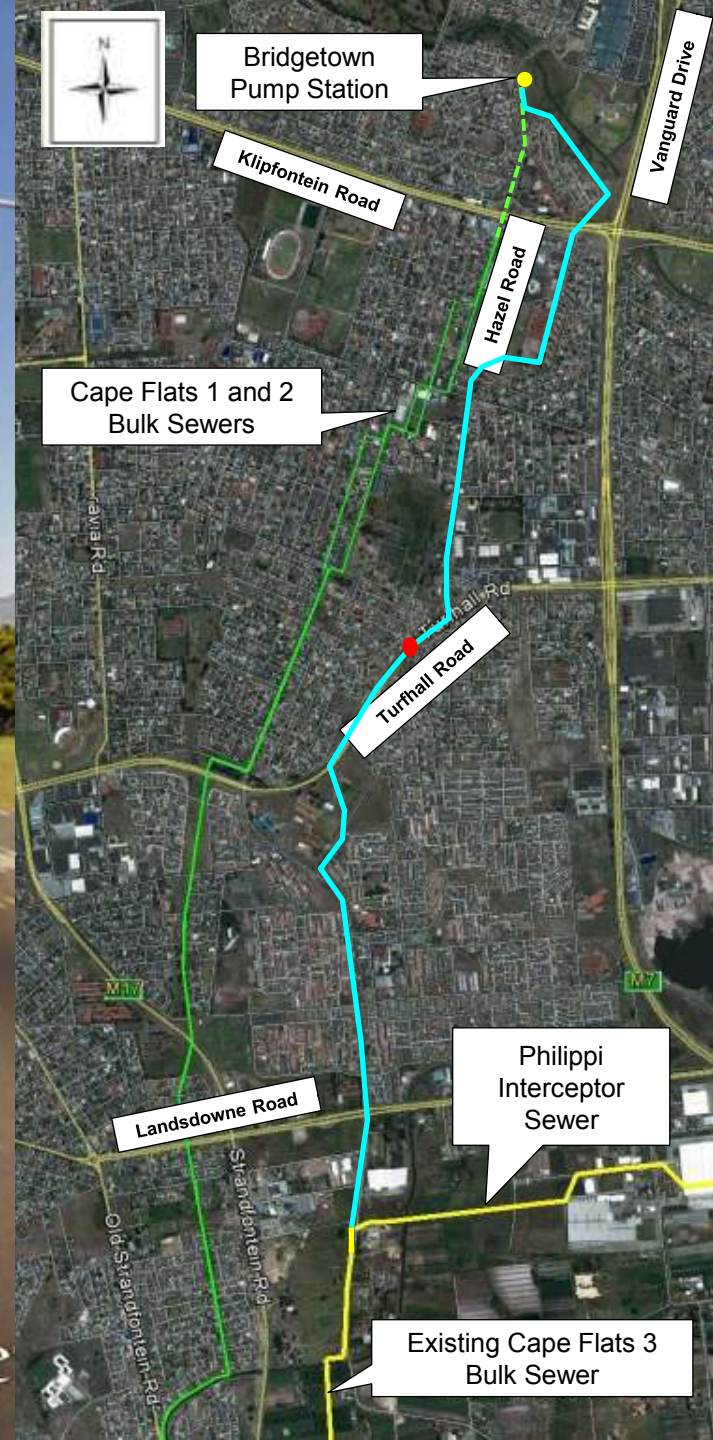 N
Bridgetown
Pump Station
Vanguard Drive
Klipfontein Road
Hazel Road
Cape Flats 1 and 2
Bulk Sewers
ravia Rd
Turfhall Rd
Turfhall Road
M17
M7
Philippi
Interceptor
Sewer
Landsdowne Road
Strandfontein Rd
Old Strandfontein Rd
Existing Cape Flats 3
Bulk Sewer